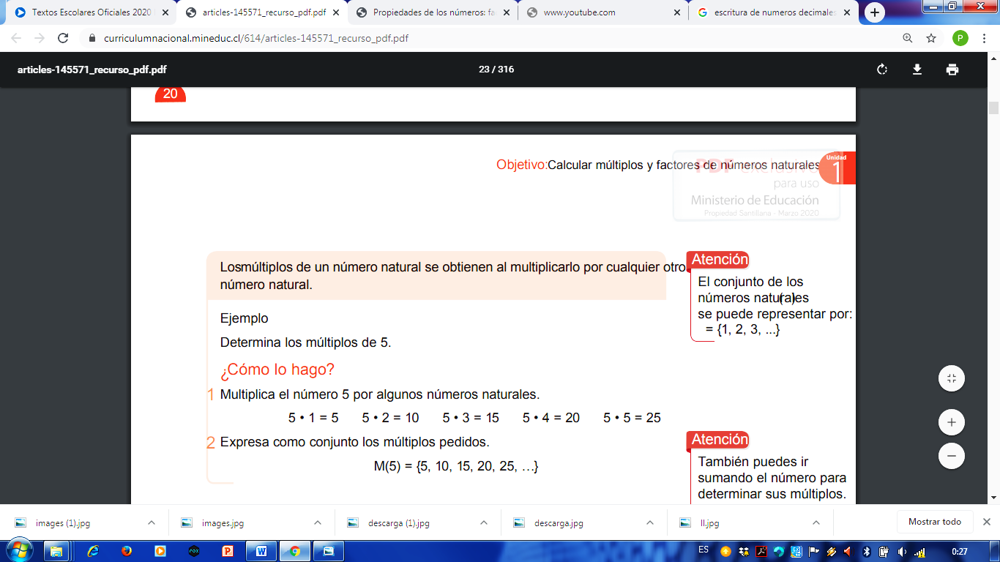 Textos Escolares Oficiales 2020
articles-145571_recurso_pdf.pdf
Propiedades de los números: fa
www.youtube.com
escritura de numeros decimales
curriculumnacional.mineduc.cl/614/articles-145571_recurso_pdf.pdf
P
articles-145571_recurso_pdf.pdf
23 / 316
20
Objetivo:Calcular múltiplos y factores de números naturales
Unidad
1
PDF exclusivo
para uso
Ministerio de Educación
Propiedad Santillana - Marzo 2020
Losmúltiplos de un número natural se obtienen al multiplicarlo por cualquier otro
número natural.
Ejemplo
Determina los múltiplos de 5.
¿Cómo lo hago?
1 Multiplica el número 5 por algunos números naturales.
5 • 1 = 5 5 • 2 = 10 5 • 3 = 15 5 • 4 = 20 5 • 5 = 25
2 Expresa como conjunto los múltiplos pedidos.
M(5) = {5, 10, 15, 20, 25, …}
Atención
El conjunto de los
números naturales ( )
se puede representar por:
= {1, 2, 3, ...}
Atención
También puedes ir
sumando el número para
determinar sus múltiplos.
images (1).jpg
images.jpg
descarga (1).jpg
descarga.jpg
II.jpg
Mostrar todo
ES
0:27